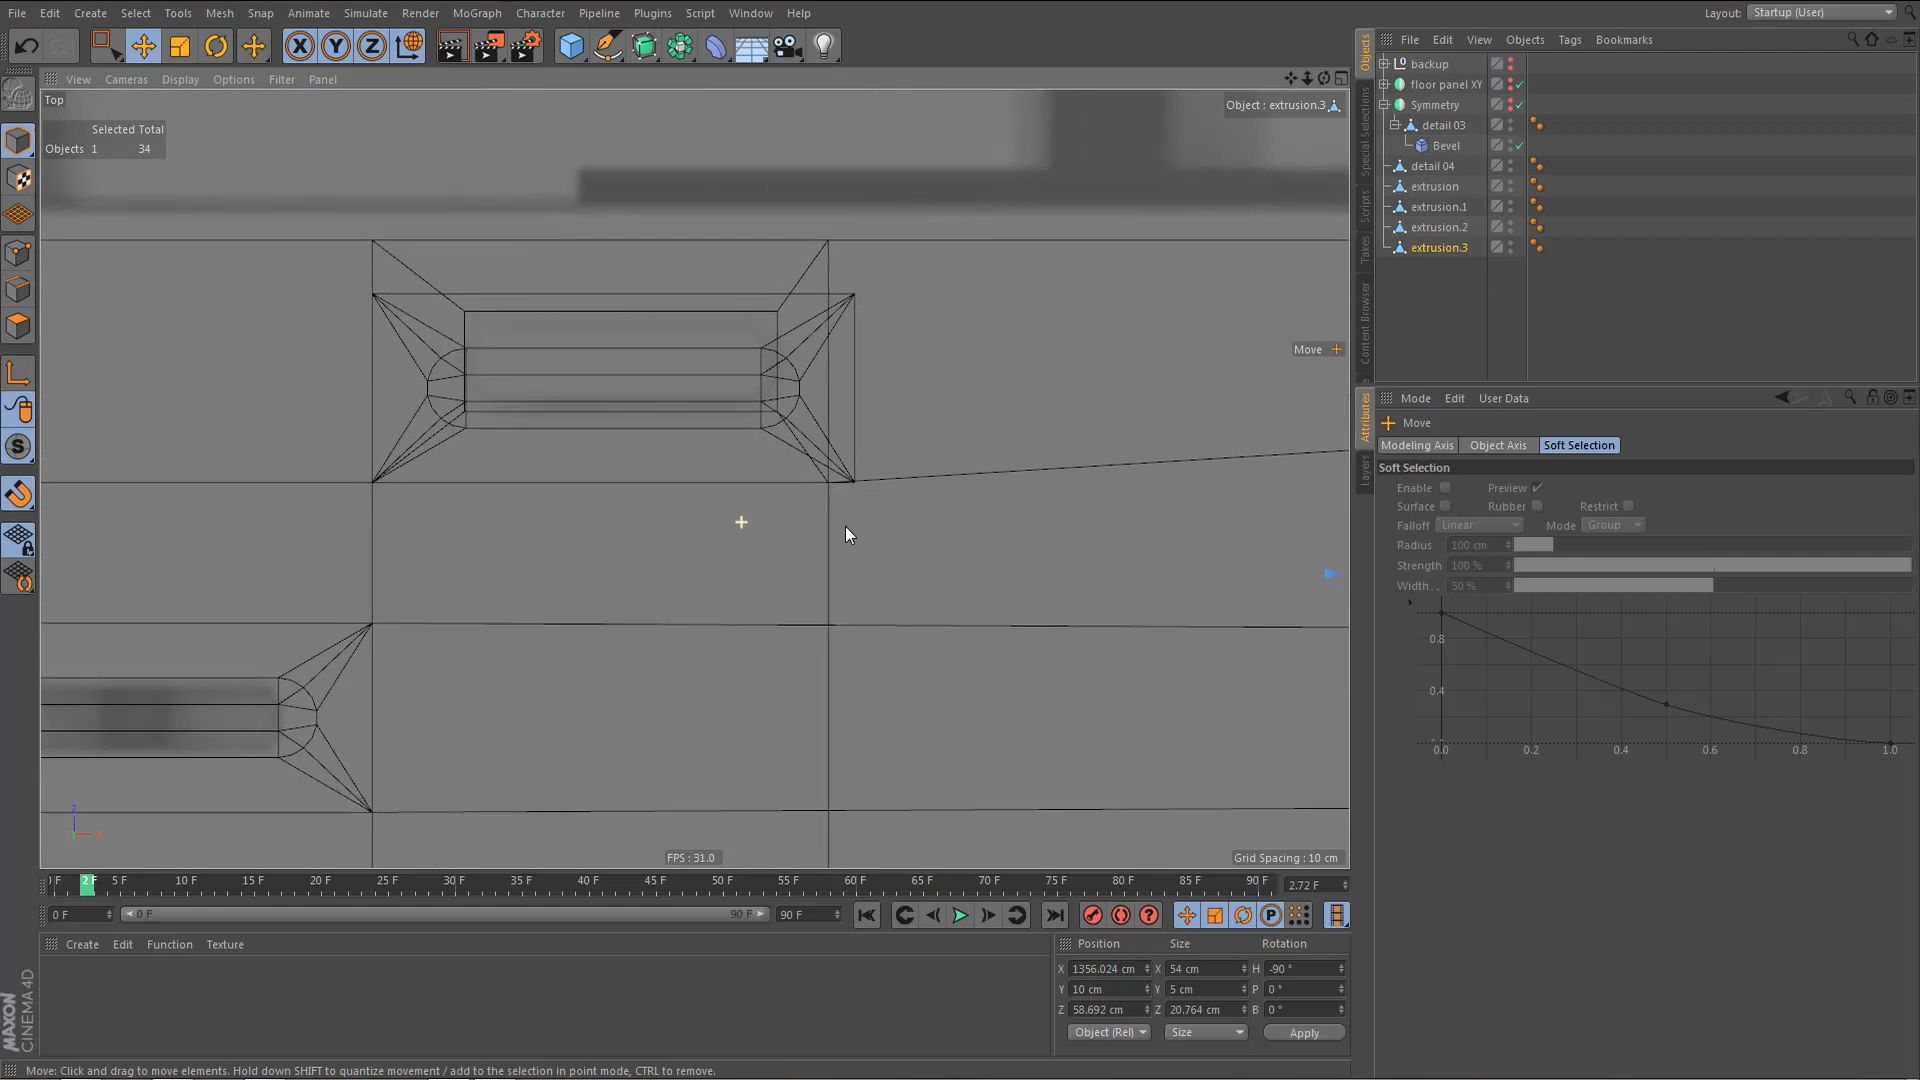 File Edit Create Select Tools Mesh Snap Animate Simulate Render MoGraph Character Pipeline Plugins Script Window Help Layout: Startup (User)
X Y Z
File Edit View Objects Tags Bookmarks
View Cameras Display Options Filter Panel
Top
Object : extrusion.3
Selected Total
Objects 1 34
backup
floor panel XY
Symmetry
detail 03
Bevel
detail 04
extrusion
extrusion.1
extrusion.2
extrusion.3
Objects
Special Selections
Scripts
Takes
Content Browser
Attributes
Layers
Move
Mode Edit User Data
Move
Modeling Axis Object Axis Soft Selection
Soft Selection
Enable Preview
Surface Rubber Restrict
Falloff Linear Mode Group
Radius 100 cm
Strength 100 %
Width . . 50 %
0.8
0.4
0.0 0.2 0.4 0.6 0.8 1.0
Z
X
FPS : 31.0
Grid Spacing : 10 cm
F 2 F 5 F 10 F 15 F 20 F 25 F 30 F 35 F 40 F 45 F 50 F 55 F 60 F 65 F 70 F 75 F 80 F 85 F 90 F 2.72 F
0 F 0 F 90 F 90 F
Create Edit Function Texture
Position Size Rotation
X 1356.024 cm X 54 cm H -90 °
Y 10 cm Y 5 cm P 0 °
Z 58.692 cm Z 20.764 cm B 0 °
Object (Rel) Size Apply
MAXON
CINEMA 4D
Move: Click and drag to move elements. Hold down SHIFT to quantize movement / add to the selection in point mode, CTRL to remove.